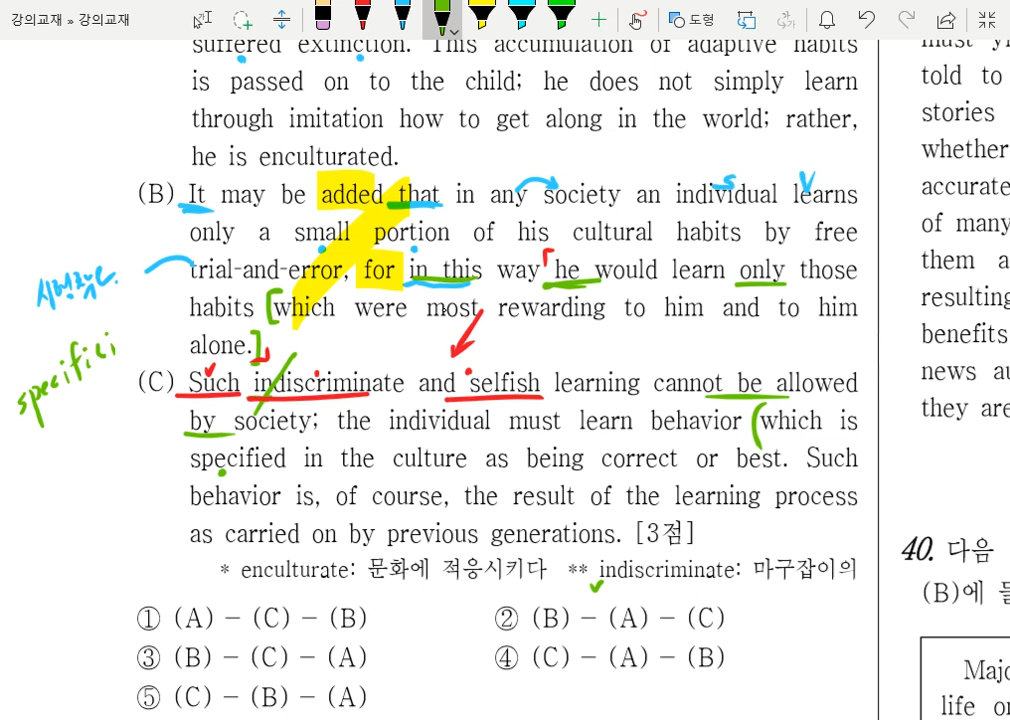 강의교재 » 강의교재
도형
suffered extinction. This accumulation of adaptive habits
is passed on to the child; he does not simply learn
through imitation how to get along in the world; rather,
he is enculturated.
(B) It may be added that in any society an individual learns
only a small portion of his cultural habits by free
trial-and-error, for in this way he would learn only those
habits which were most rewarding to him and to him
alone.
(C) Such indiscriminate and selfish learning cannot be allowed
by society; the individual must learn behavior which is
specified in the culture as being correct or best. Such
behavior is, of course, the result of the learning process
as carried on by previous generations. [3점]
* enculturate: 문화에 적응시키다 ** indiscriminate: 마구잡이의
① (A) - (C) - (B) ② (B) - (A) - (C)
③ (B) - (C) - (A) ④ (C) - (A) - (B)
⑤ (C) - (B) - (A)
S V
specifici
told to
stories
whether
accurate
of many
them a
resulting
benefits
news au
they are
40. 다음
(B)에 들
Majo
life on